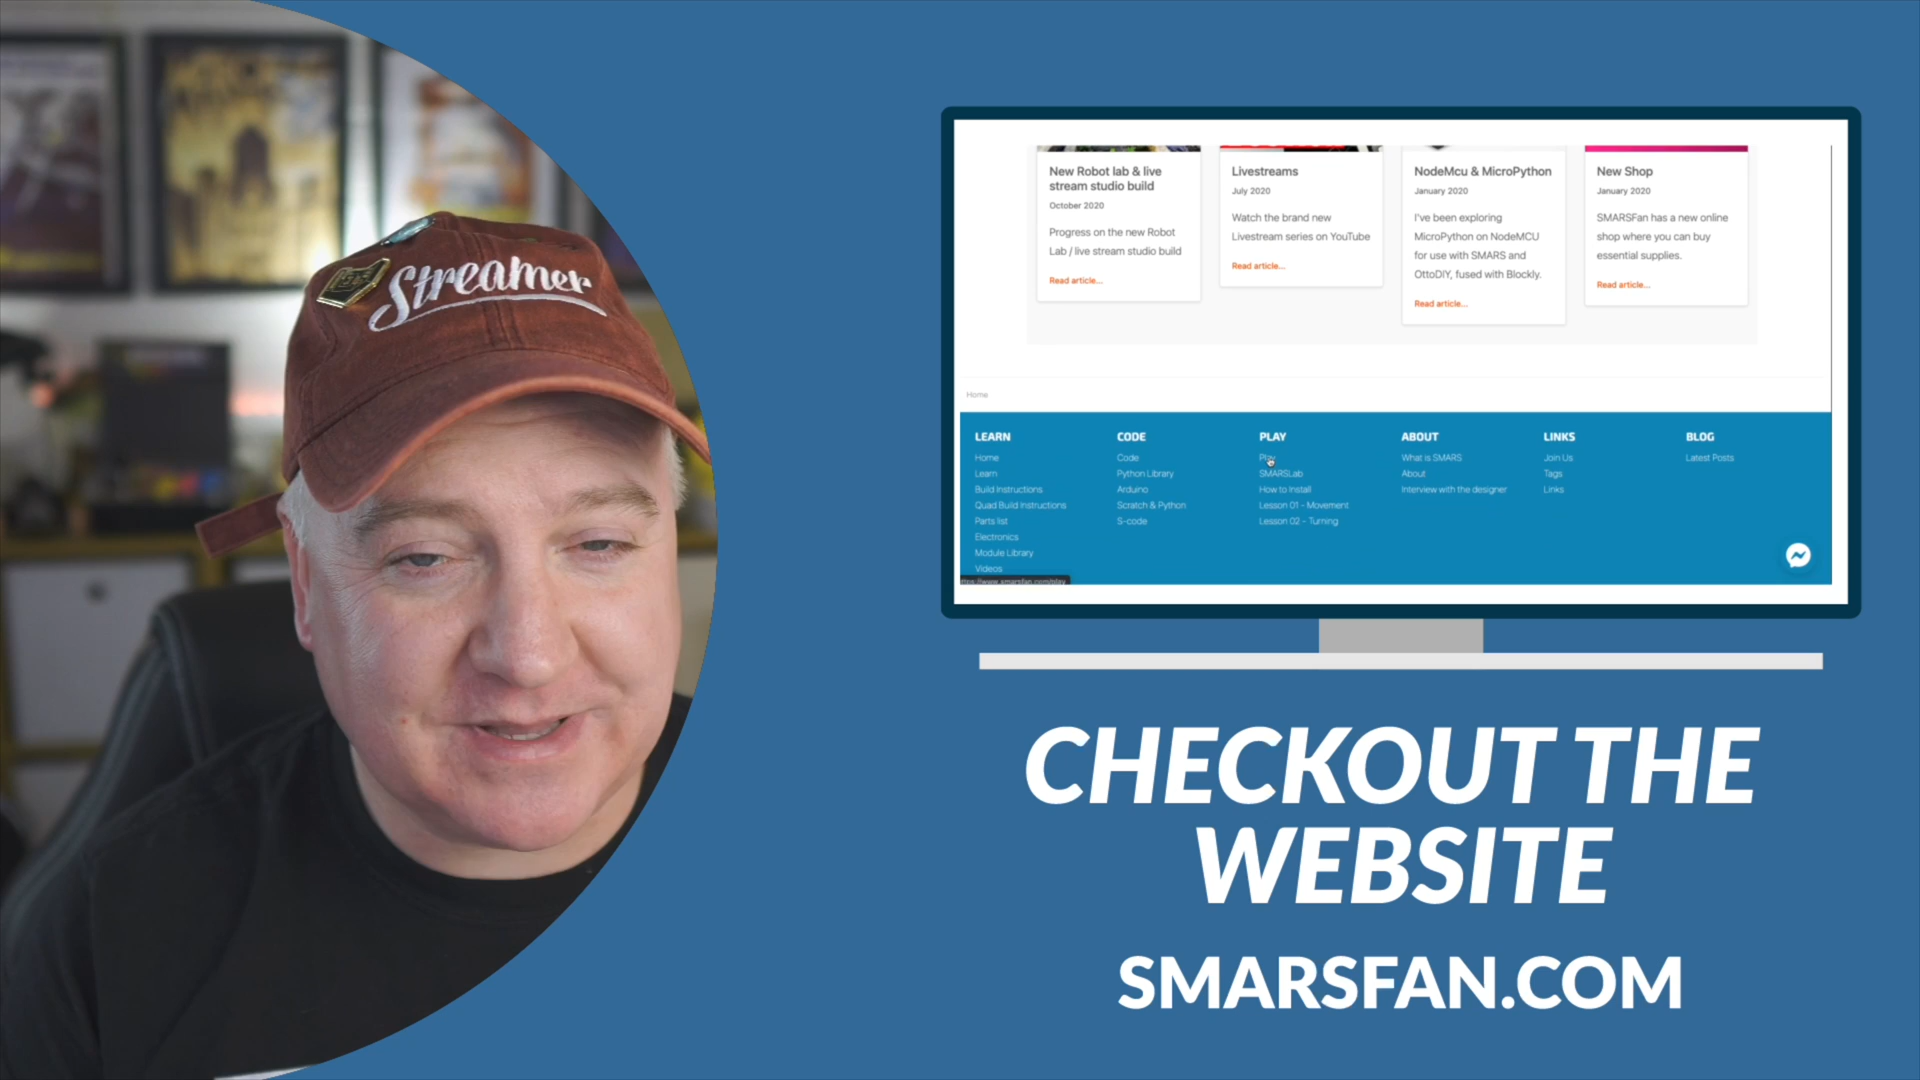 Streamer
New Robot lab & live
stream studio build
October 2020
Progress on the new Robot
Lab / live stream studio build
Read article...
Livestreams
July 2020
Watch the brand new
Livestream series on YouTube
Read article...
NodeMcu & MicroPython
January 2020
I've been exploring
MicroPython on NodeMCU
for use with SMARS and
OttoDIY, fused with Blockly.
Read article...
New Shop
January 2020
SMARSFan has a new online
shop where you can buy
essential supplies.
Read article...
Home
LEARN
Home
Learn
Build Instructions
Quad Build Instructions
Parts list
Electronics
Module Library
Videos
CODE
Code
Python Library
Arduino
Scratch & Python
S-code
PLAY
Play
SMARSLab
How to Install
Lesson 01 - Movement
Lesson 02 - Turning
ABOUT
What is SMARS
About
Interview with the designer
LINKS
Join Us
Tags
Links
BLOG
Latest Posts
CHECKOUT THE
WEBSITE
SMARSFAN.COM